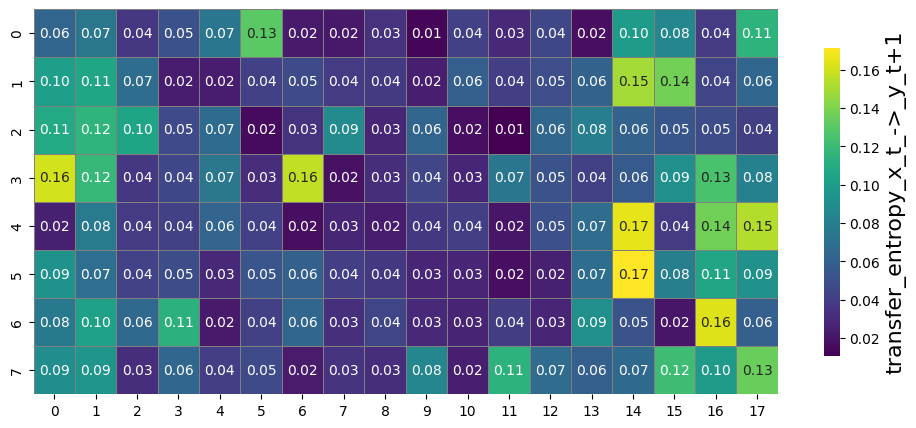 0 0.06 0.07 0.04 0.05 0.07 0.13 0.02 0.02 0.03 0.01 0.04 0.03 0.04 0.02 0.10 0.08 0.04 0.11
1 0.10 0.11 0.07 0.02 0.02 0.04 0.05 0.04 0.04 0.02 0.06 0.04 0.05 0.06 0.15 0.14 0.04 0.06
2 0.11 0.12 0.10 0.05 0.07 0.02 0.03 0.09 0.03 0.06 0.02 0.01 0.06 0.08 0.06 0.05 0.05 0.04
3 0.16 0.12 0.04 0.04 0.07 0.03 0.16 0.02 0.03 0.04 0.03 0.07 0.05 0.04 0.06 0.09 0.13 0.08
4 0.02 0.08 0.04 0.04 0.06 0.04 0.02 0.03 0.02 0.04 0.04 0.02 0.05 0.07 0.17 0.04 0.14 0.15
5 0.09 0.07 0.04 0.05 0.03 0.05 0.06 0.04 0.04 0.03 0.03 0.02 0.02 0.07 0.17 0.08 0.11 0.09
6 0.08 0.10 0.06 0.11 0.02 0.04 0.06 0.03 0.04 0.03 0.03 0.04 0.03 0.09 0.05 0.02 0.16 0.06
7 0.09 0.09 0.03 0.06 0.04 0.05 0.02 0.03 0.03 0.08 0.02 0.11 0.07 0.06 0.07 0.12 0.10 0.13
0 1 2 3 4 5 6 7 8 9 10 11 12 13 14 15 16 17
0.16
0.14
0.12
0.10
0.08
0.06
0.04
0.02
transfer_entropy_x_t_->_y_t+1